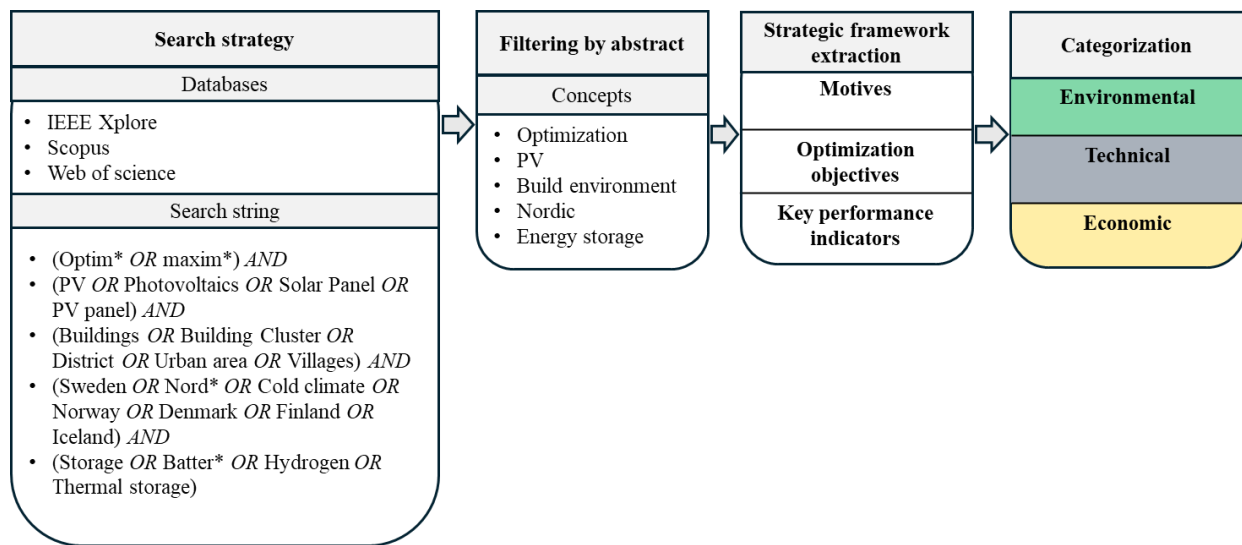 Search strategy
Databases
• IEEE Xplore
• Scopus
• Web of science
Search string
• (Optim* OR maxim*) AND
• (PV OR Photovoltaics OR Solar Panel OR
PV panel) AND
• (Buildings OR Building Cluster OR
District OR Urban area OR Villages) AND
• (Sweden OR Nord* OR Cold climate OR
Norway OR Denmark OR Finland OR
Iceland) AND
• (Storage OR Batter* OR Hydrogen OR
Thermal storage)
Filtering by abstract
Concepts
• Optimization
• PV
• Build environment
• Nordic
• Energy storage
Strategic framework
extraction
Motives
Optimization
objectives
Key performance
indicators
Categorization
Environmental
Technical
Economic